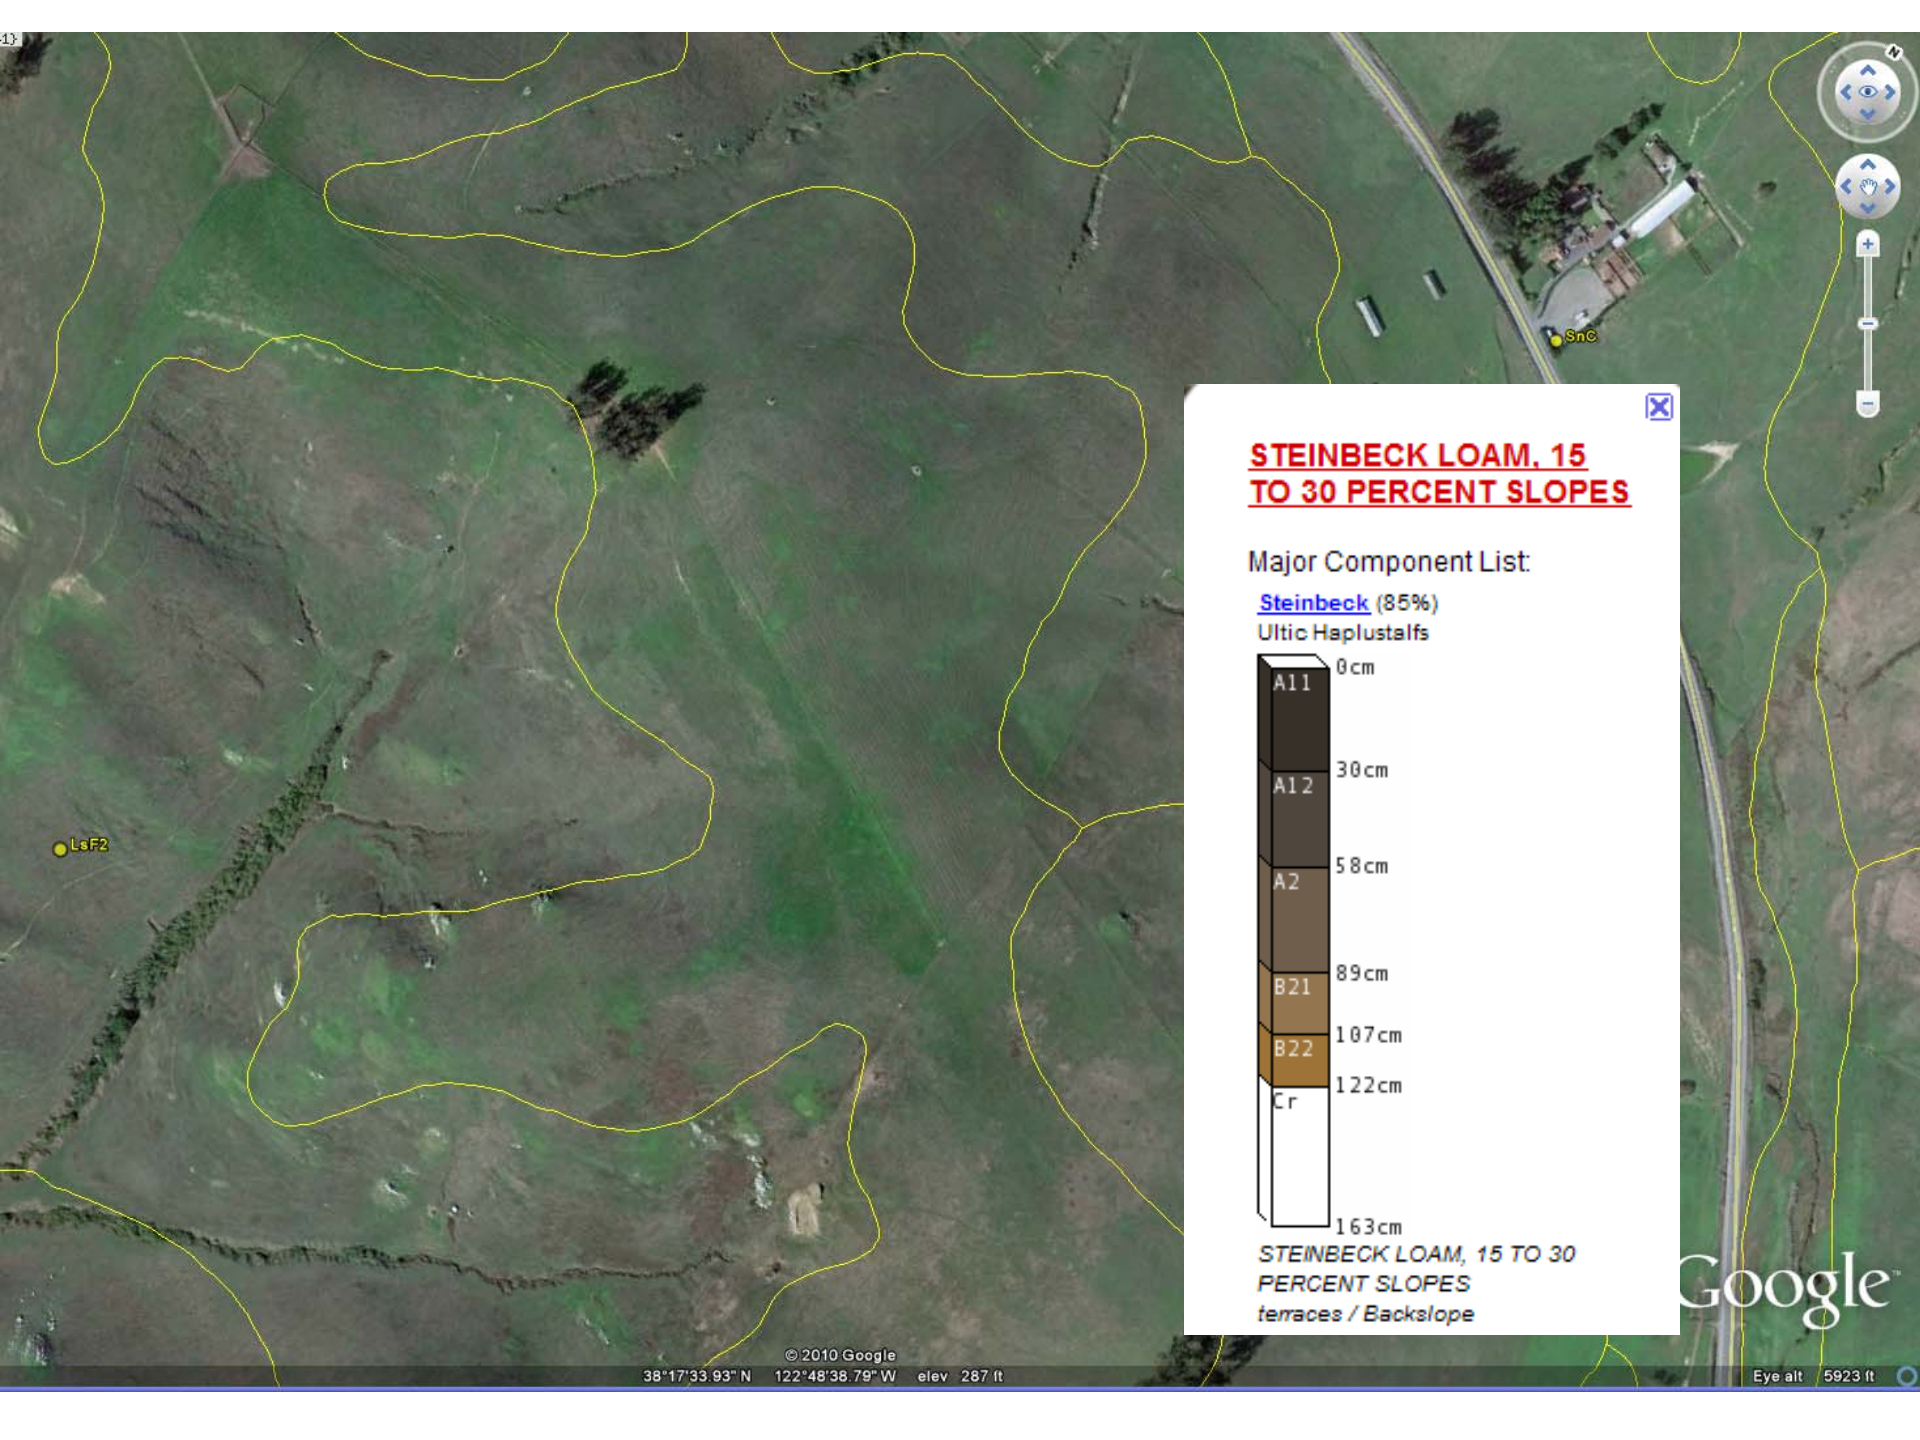 1}
N
SnC
STEINBECK LOAM, 15
TO 30 PERCENT SLOPES
Major Component List:
Steinbeck (85%)
Ultic Haplustalfs
0cm
A11
30cm
A12
58cm
A2
89cm
B21
107cm
B22
122cm
Cr
163cm
STEINBECK LOAM, 15 TO 30
PERCENT SLOPES
terraces / Backslope
LsF2
Google™
© 2010 Google
38°17'33.93" N 122°48'38.79" W elev 287 ft
Eye alt 5923 ft